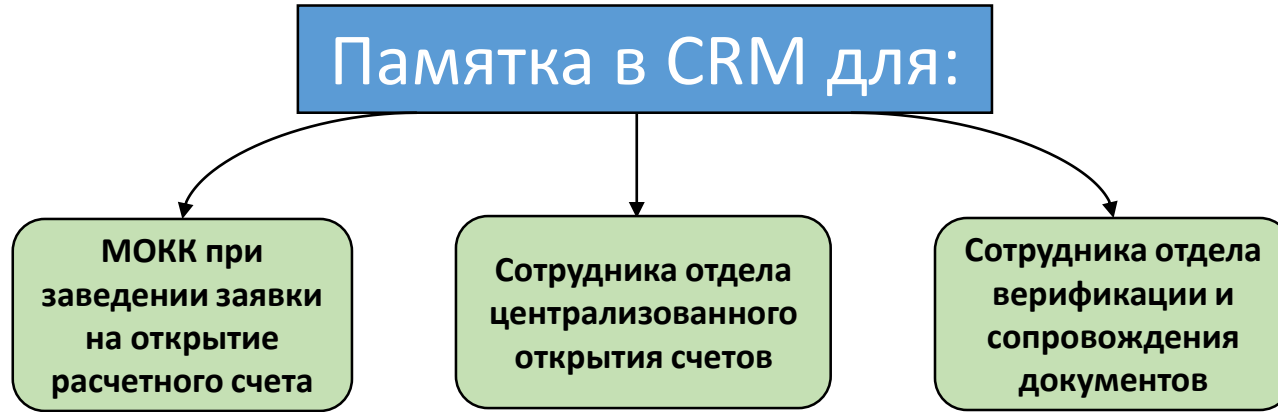 Памятка в CRM для:
МОКК при
заведении заявки
на открытие
расчетного счета
Сотрудника отдела
централизованного
открытия счетов
Сотрудника отдела
верификации и
сопровождения
документов